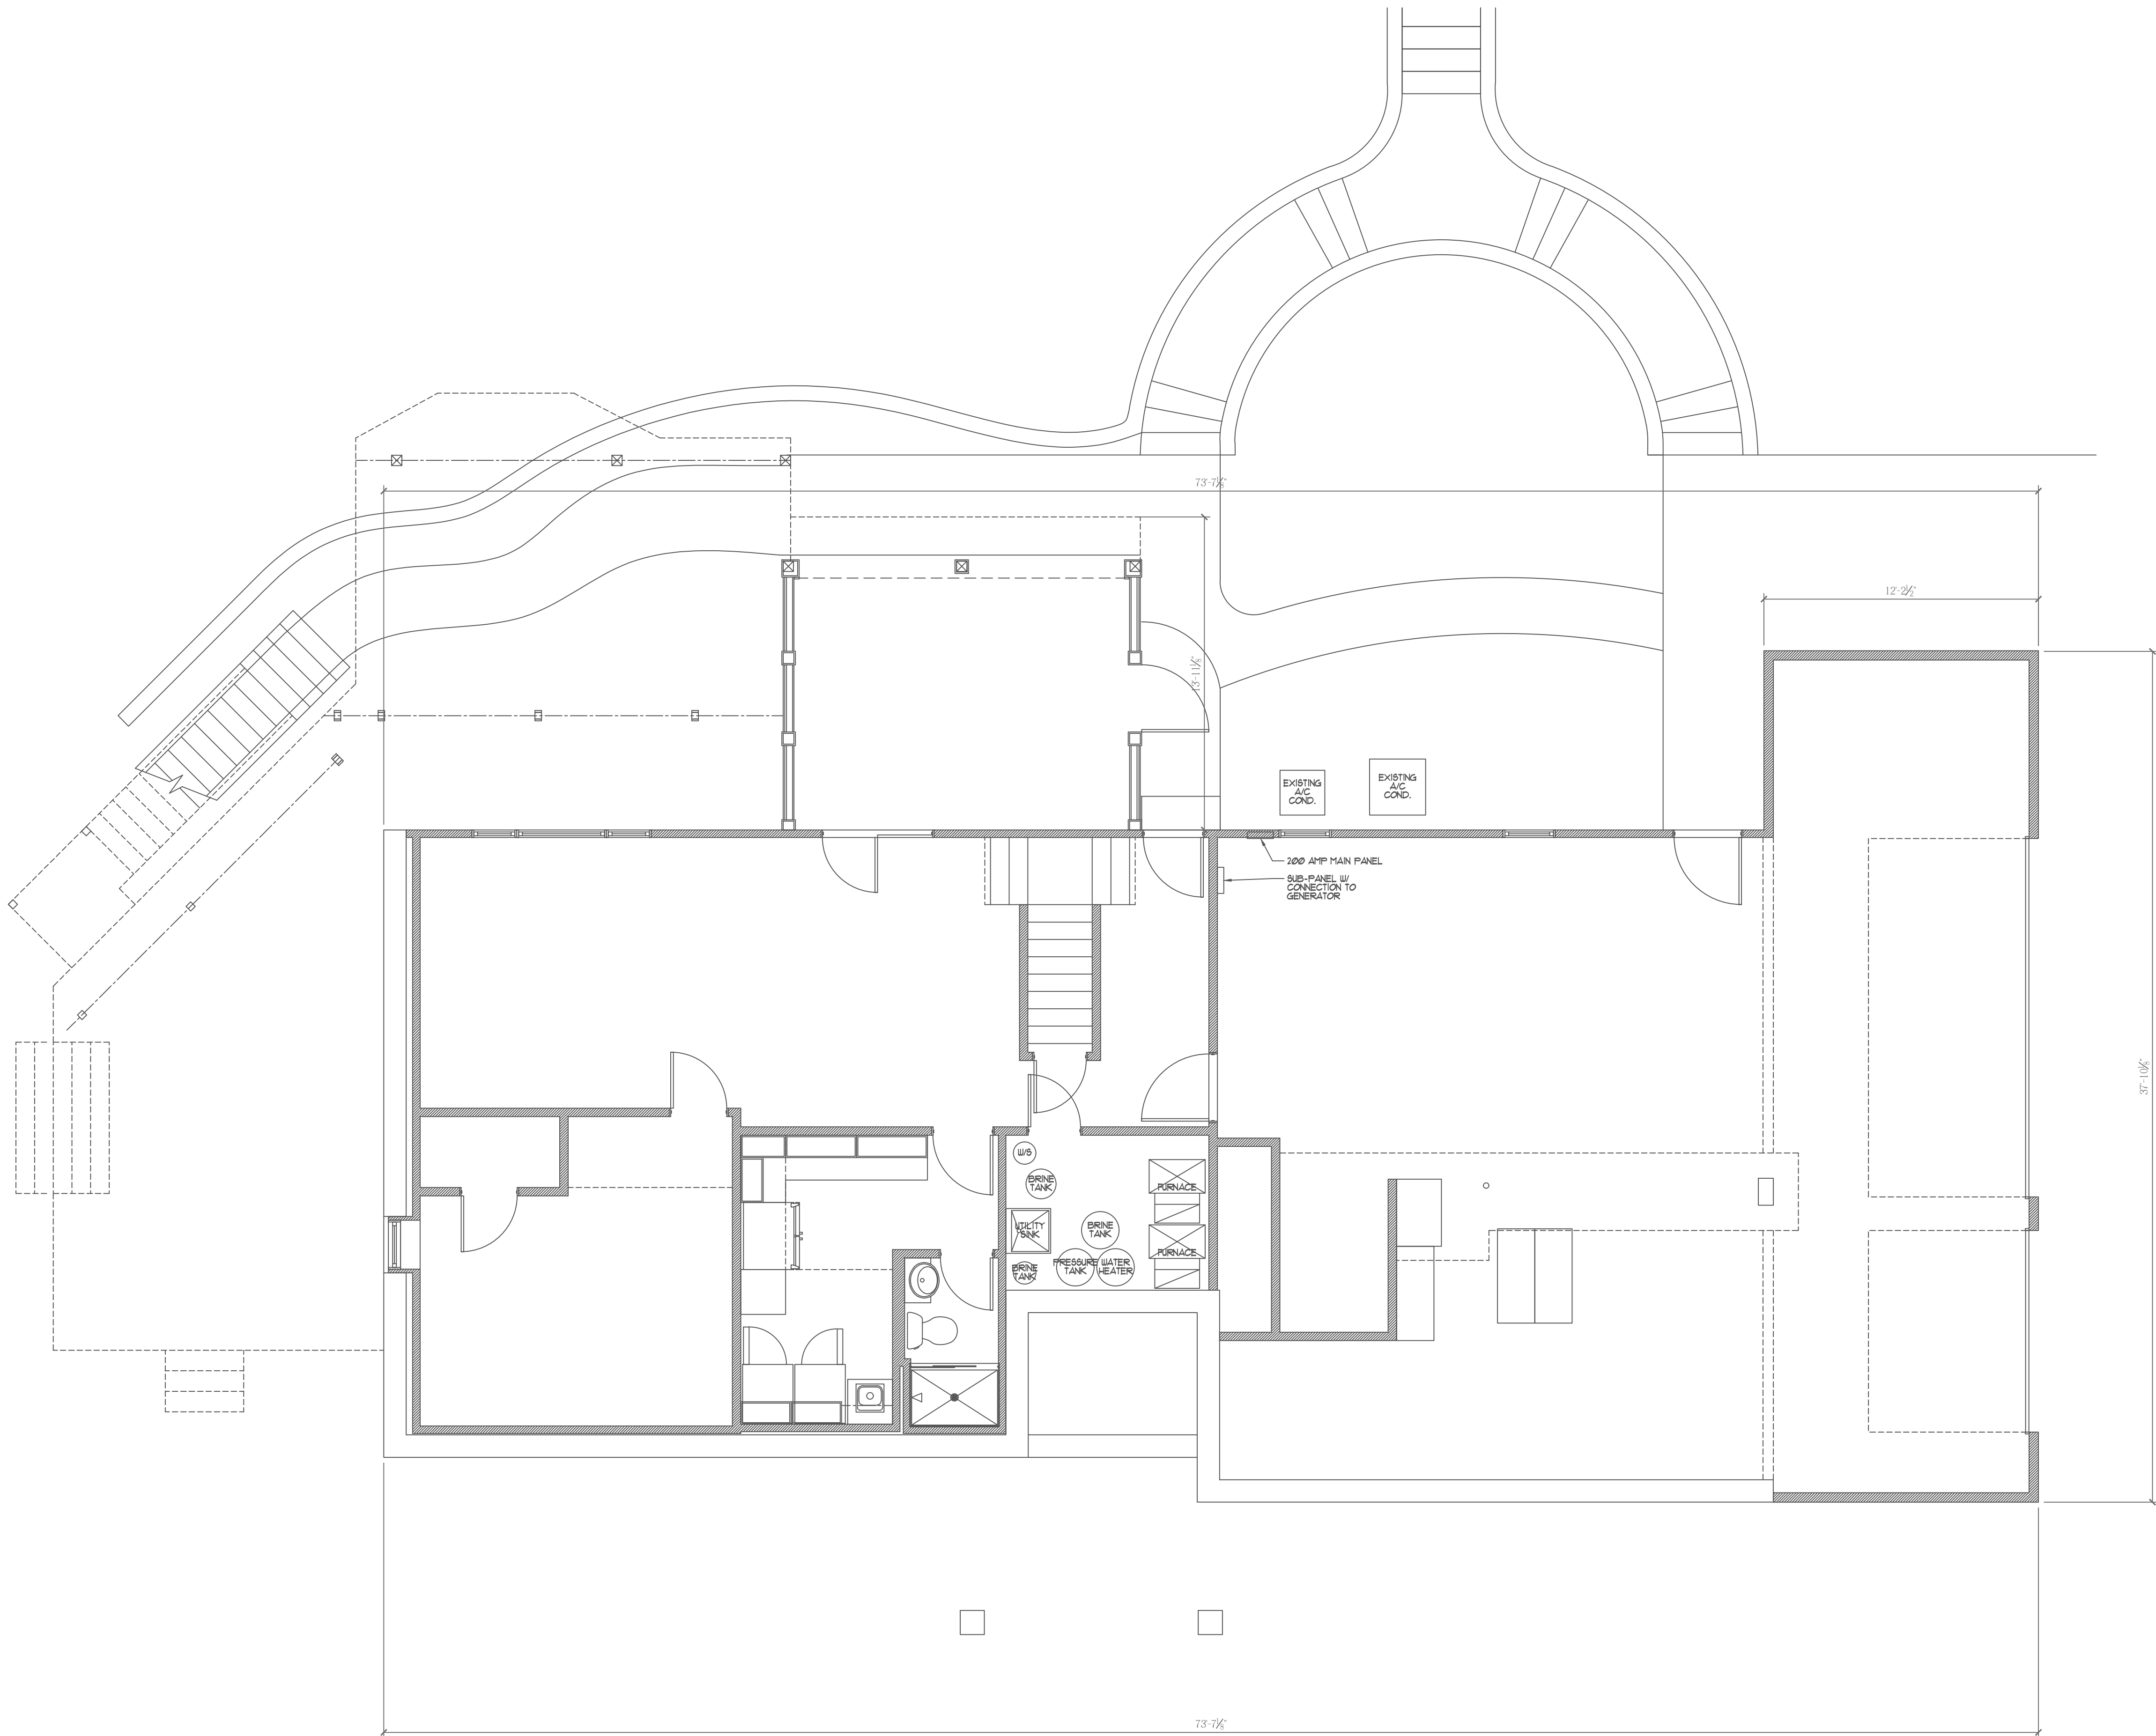 73'-7⅛"
12'-2½"
13'-11⅛"
EXISTING
A/C
COND.
EXISTING
A/C
COND.
200 AMP MAIN PANEL
SUB-PANEL W/
CONNECTION TO
GENERATOR
37'-10⅛"
W/S
BRINE
TANK
FURNACE
UTILITY
SINK
BRINE
TANK
FURNACE
BRINE
TANK
PRESSURE
TANK
WATER
HEATER
73'-7⅛"